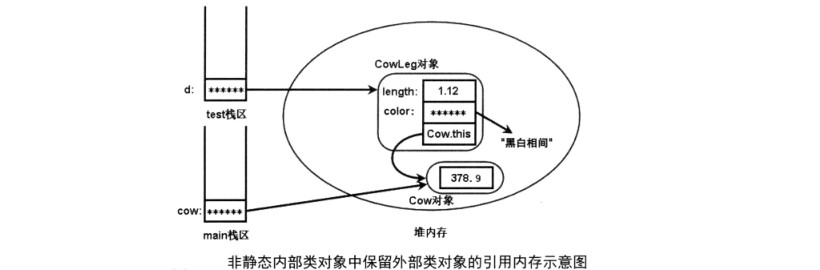 CowLeg对象
length:
1.12
d:
******
color:
******
test栈区
Cow.this
"黑白相间"
378.9
Cow对象
cow:
******
main栈区
堆内存
非静态内部类对象中保留外部类对象的引用内存示意图